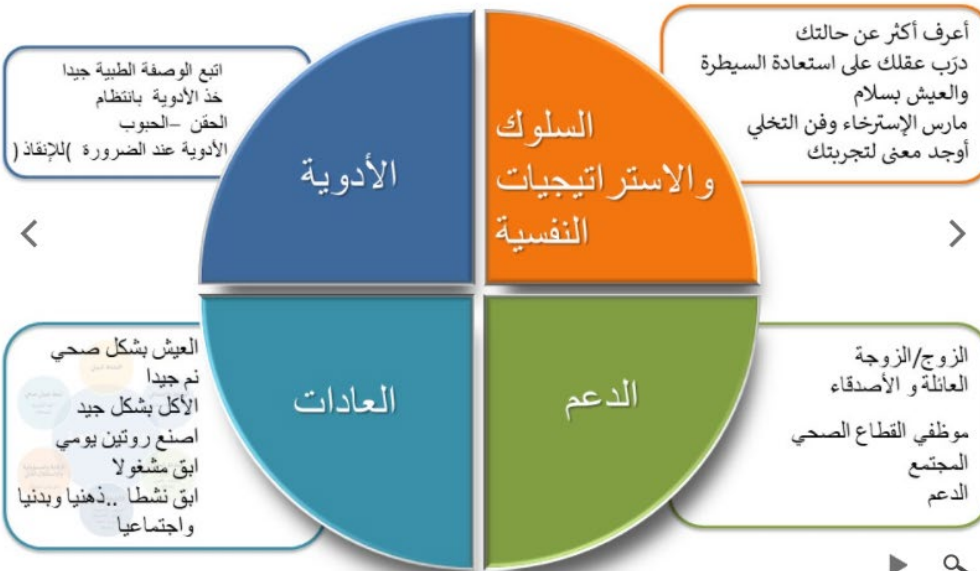 أعرف أكثر عن حالتك
درّب عقلك على استعادة السيطرة
والعيش بسلام
مارس الإسترخاء وفن التخلي
أوجد معنى لتجربتك
السلوك
والاستراتيجيات
النفسية
اتبع الوصفة الطبية جيدا
خذ الأدوية بانتظام
الحقن –الحبوب
الأدوية عند الضرورة )للإنقاذ (
الأدوية
الزوج/الزوجة
العائلة و الأصدقاء
موظفي القطاع الصحي
المجتمع
الدعم
الدعم
العيش بشكل صحي
نم جيدا
الأكل بشكل جيد
اصنع روتين يومي
ابق مشغولا
ابق نشطا ..ذهنيا وبدنيا
واجتماعيا
العادات